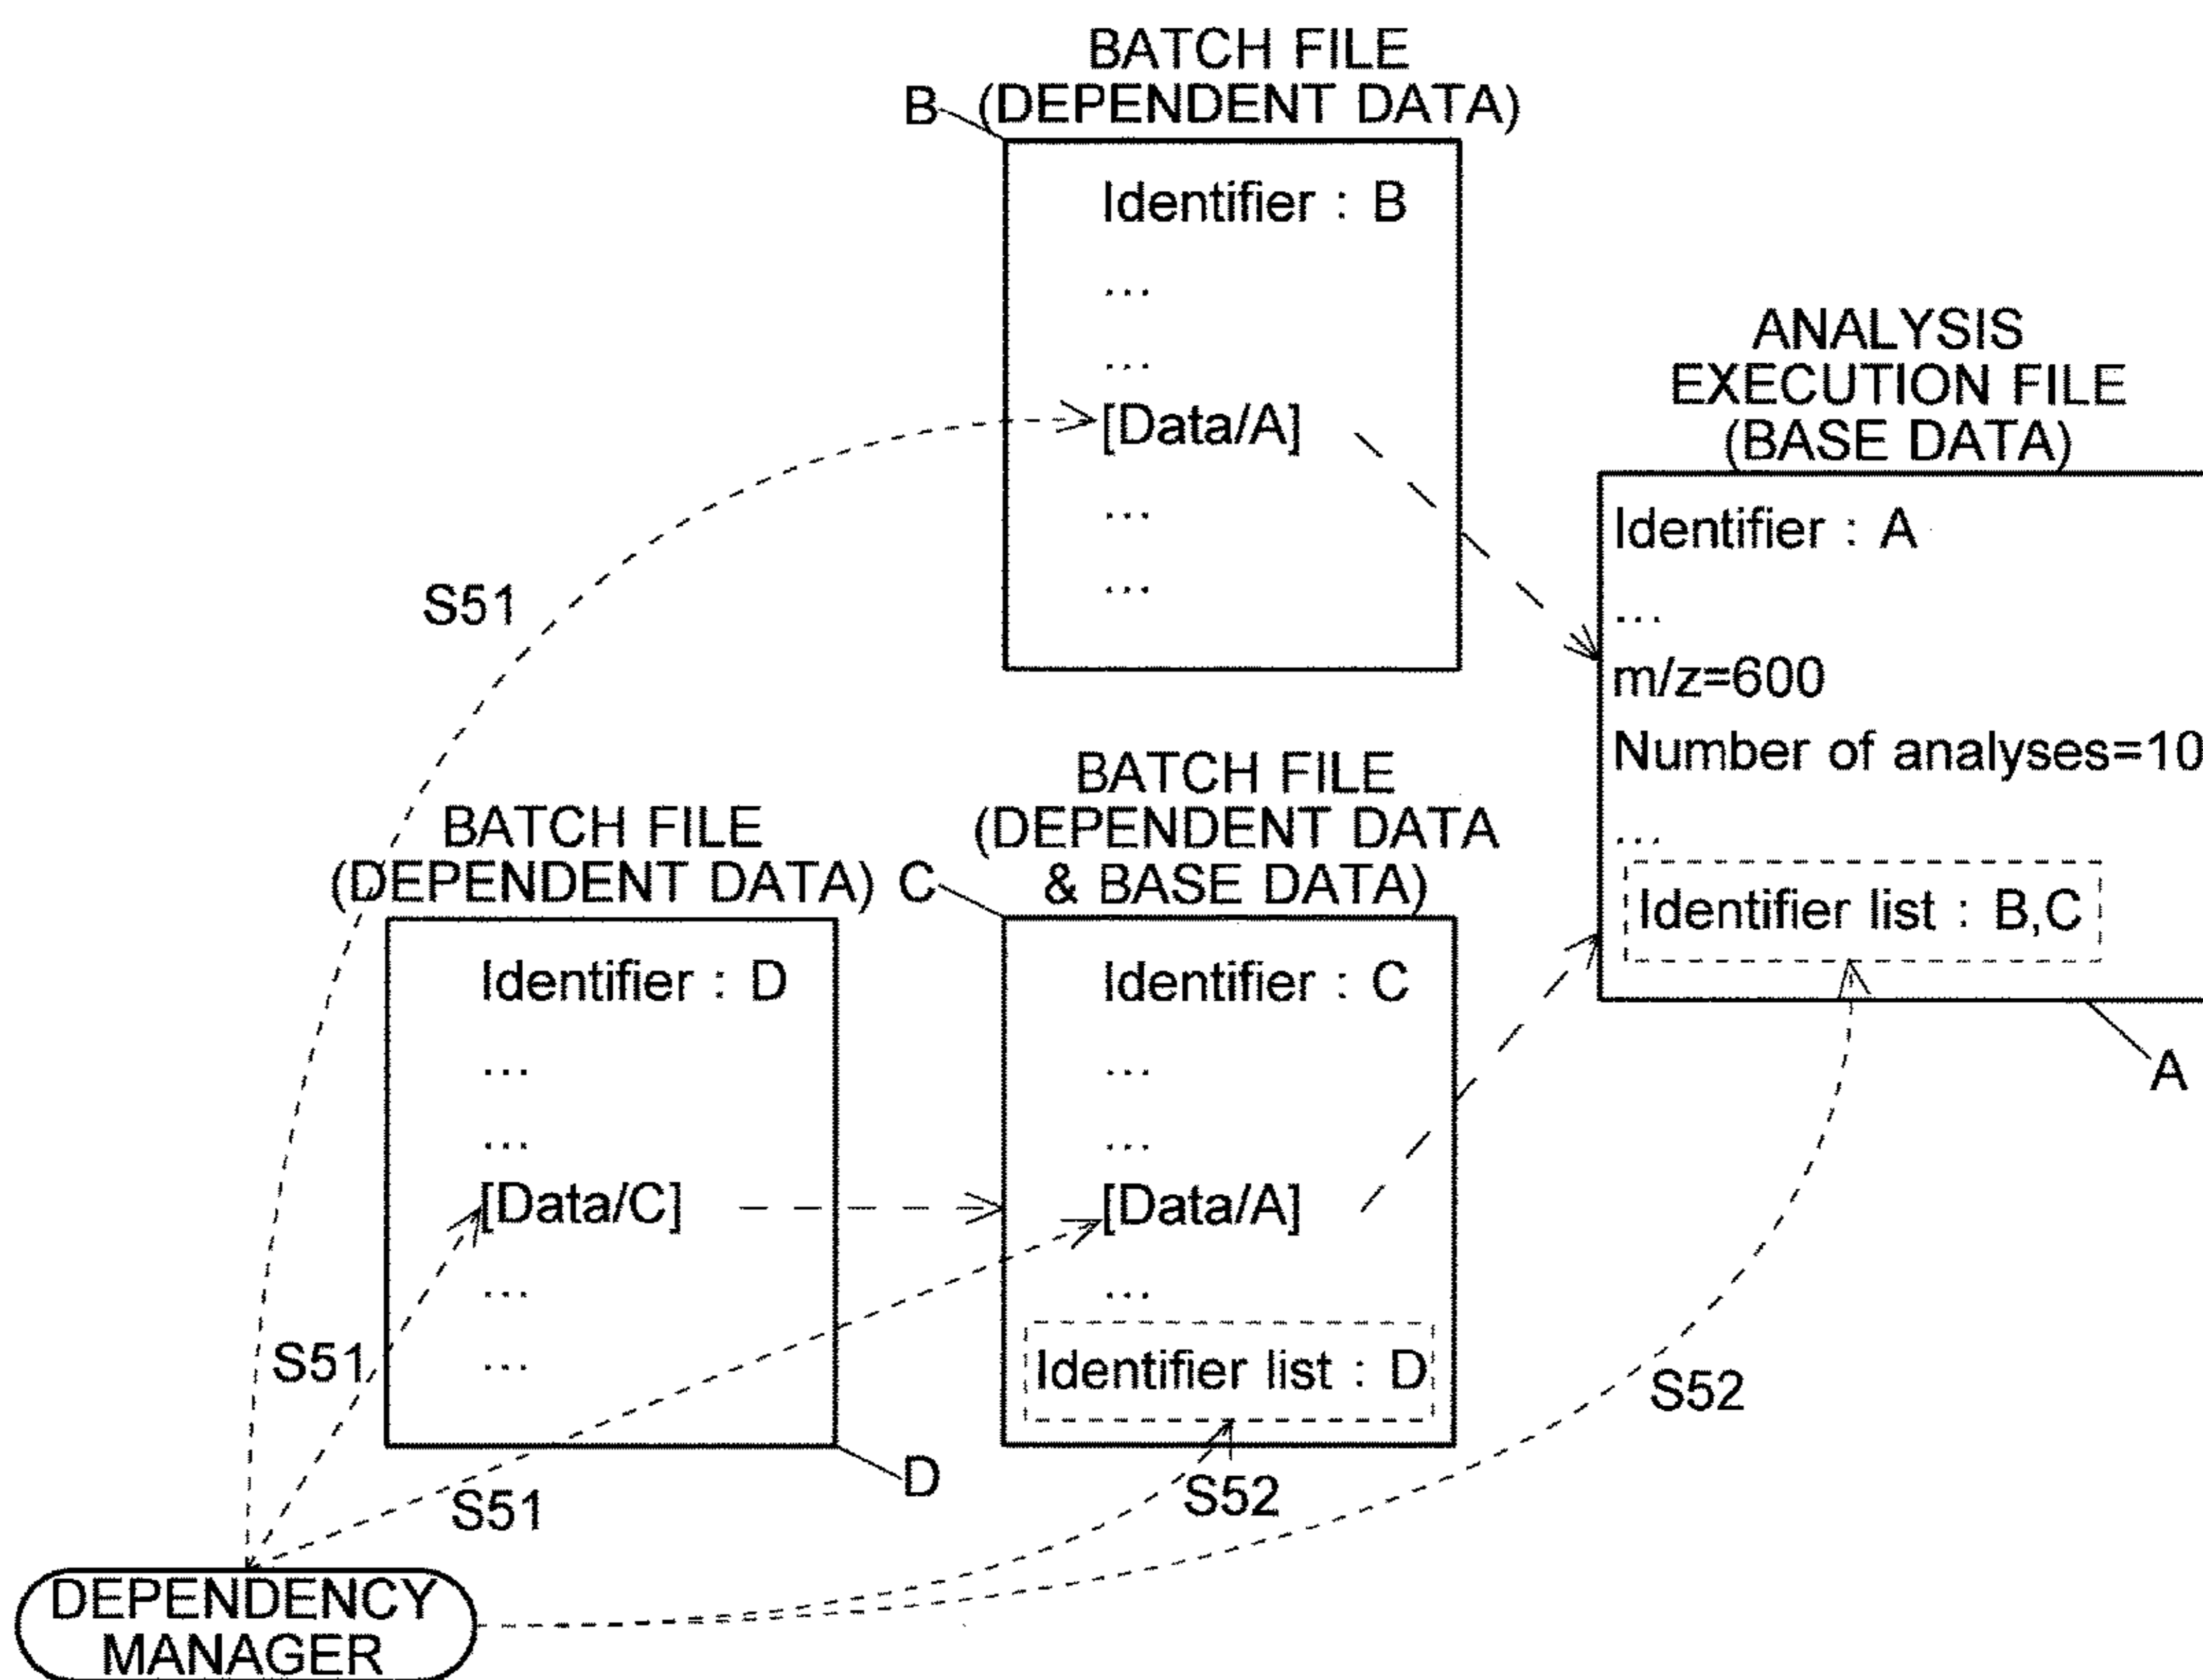 BATCH FILE
(DEPENDENT DATA)
B
Identifier : B
...
...
[Data/A]
...
...
ANALYSIS
EXECUTION FILE
(BASE DATA)
Identifier : A
...
m/z=600
Number of analyses=10
...
Identifier list : B,C
A
S51
BATCH FILE
(DEPENDENT DATA)
Identifier : D
...
...
[Data/C]
...
...
D
BATCH FILE
(DEPENDENT DATA
& BASE DATA)
C
Identifier : C
...
...
[Data/A]
...
Identifier list : D
S51
S51
S52
S52
DEPENDENCY
MANAGER